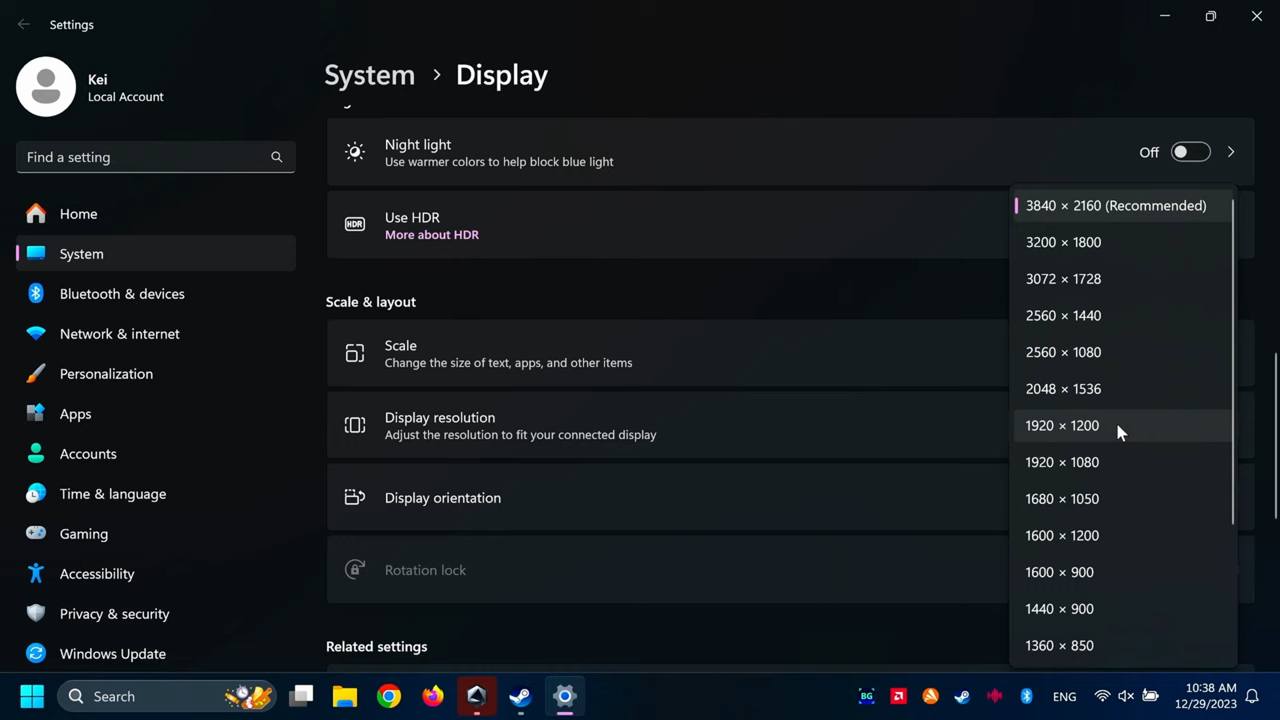 Settings
Kei
Local Account
System > Display
Find a setting
Home
System
Bluetooth & devices
Network & internet
Personalization
Apps
Accounts
Time & language
Gaming
Accessibility
Privacy & security
Windows Update
Night light
Use warmer colors to help block blue light
Off
HDR
Use HDR
More about HDR
Scale & layout
Scale
Change the size of text, apps, and other items
Display resolution
Adjust the resolution to fit your connected display
Display orientation
Rotation lock
Related settings
3840 × 2160 (Recommended)
3200 × 1800
3072 × 1728
2560 × 1440
2560 × 1080
2048 × 1536
1920 × 1200
1920 × 1080
1680 × 1050
1600 × 1200
1600 × 900
1440 × 900
1360 × 850
Search
BG
ENG
10:38 AM
12/29/2023